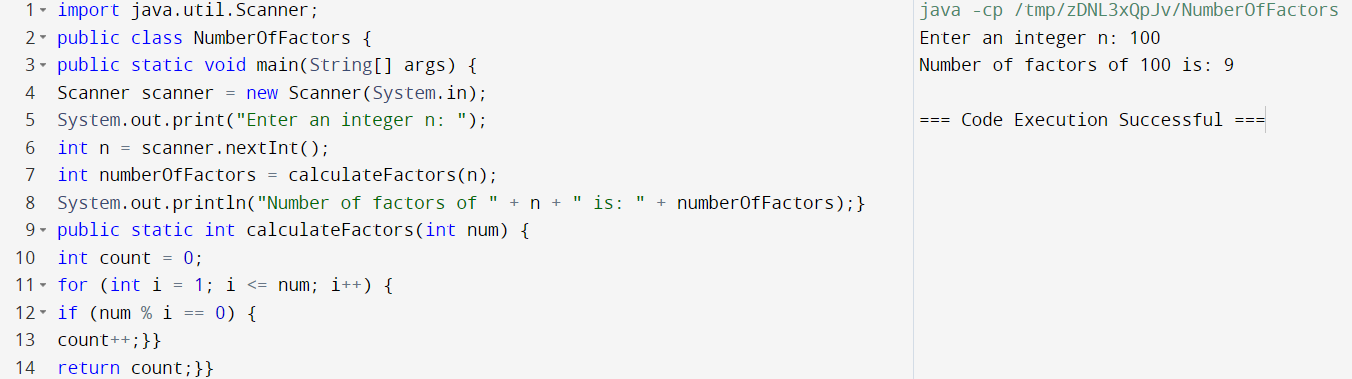 1 import java.util.Scanner;
2 public class NumberOfFactors {
3 public static void main(String[] args) {
4 Scanner scanner = new Scanner(System.in);
5 System.out.print("Enter an integer n: ");
6 int n = scanner.nextInt();
7 int numberOfFactors = calculateFactors(n);
8 System.out.println("Number of factors of " + n + " is: " + numberOfFactors);}
9 public static int calculateFactors(int num) {
10 int count = 0;
11 for (int i = 1; i <= num; i++) {
12 if (num % i == 0) {
13 count++;}}
14 return count;}}
java -cp /tmp/zDNL3xQpJv/NumberOfFactors
Enter an integer n: 100
Number of factors of 100 is: 9
=== Code Execution Successful ===